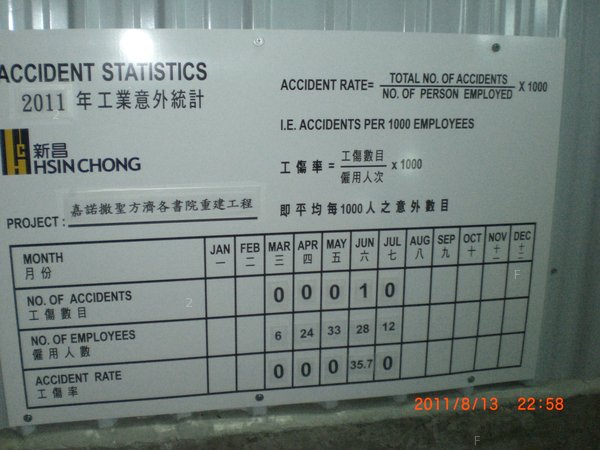 ACCIDENT STATISTICS
2011 年工業意外統計
新昌
HSIN CHONG
PROJECT : 嘉諾撒聖方濟各書院重建工程
ACCIDENT RATE= TOTAL NO. OF ACCIDENTS / NO. OF PERSON EMPLOYED X 1000
I.E. ACCIDENTS PER 1000 EMPLOYEES
工傷率 = 工傷數目 / 僱用人次 x 1000
即平均每1000人之意外數目
MONTH JAN FEB MAR APR MAY JUN JUL AUG SEP OCT NOV DEC
月份 一 二 三 四 五 六 七 八 九 十 十一 十二
NO. OF ACCIDENTS 0 0 0 1 0
工傷數目
NO. OF EMPLOYEES 6 24 33 28 12
僱用人數
ACCIDENT RATE 0 0 0 35.7 0
工傷率
2011/8/13 22:58
2
F
F